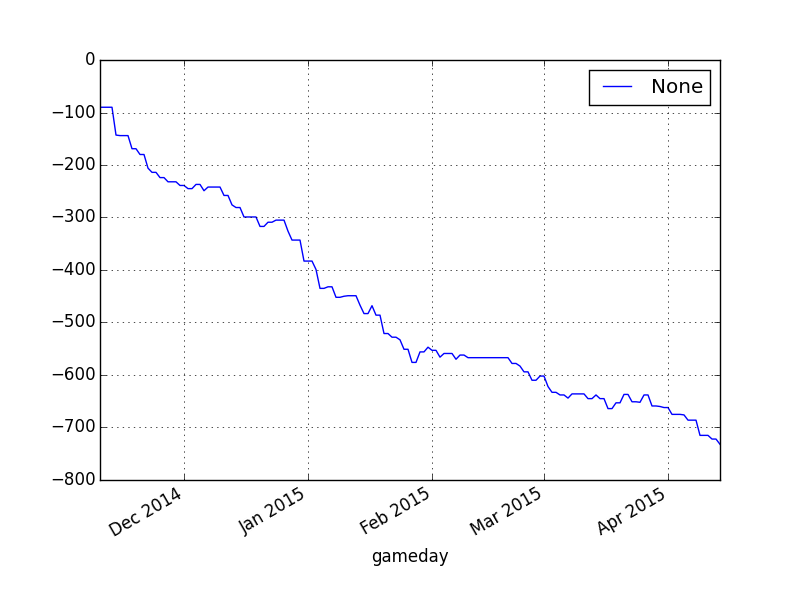 None
0
−100
−200
−300
−400
−500
−600
−700
−800
Dec 2014
Jan 2015
Feb 2015
Mar 2015
Apr 2015
gameday